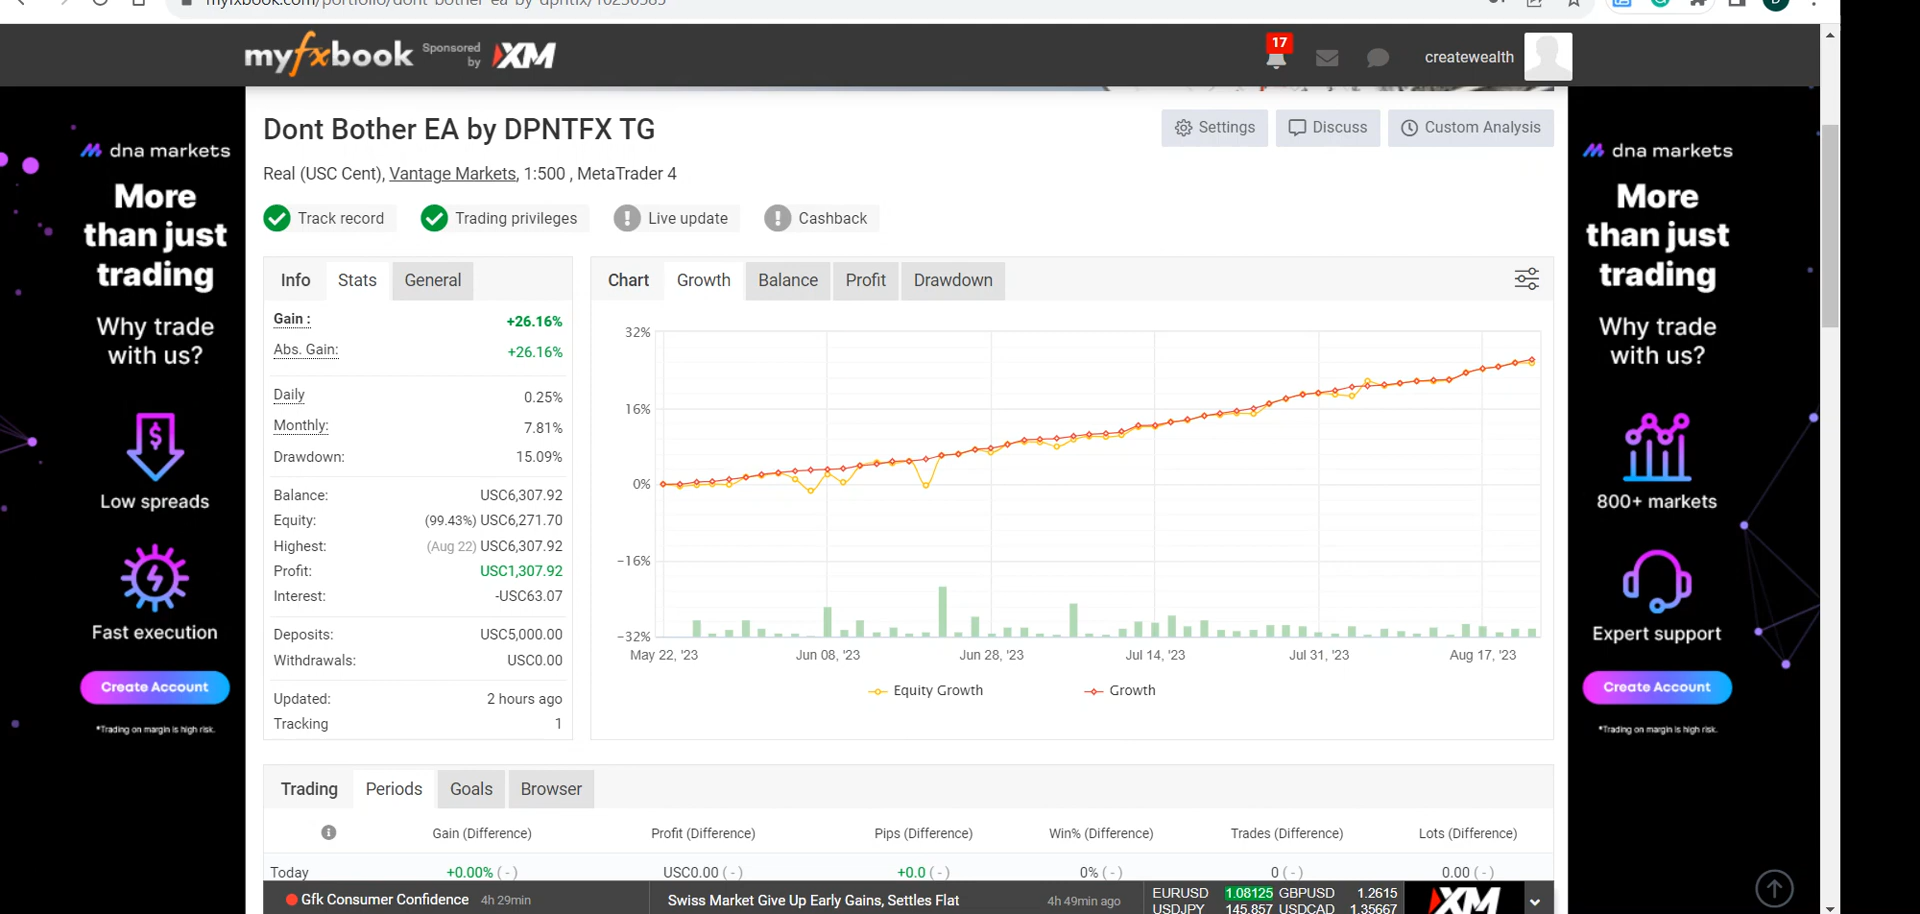 myfxbook.com/portfolio/dont-bother-ea-by-dpntfx/10250585
myfxbook Sponsored by XM
17
createwealth
Dont Bother EA by DPNTFX TG
Settings Discuss Custom Analysis
Real (USC Cent), Vantage Markets, 1:500 , MetaTrader 4
Track record Trading privileges Live update Cashback
Info Stats General
Gain : +26.16%
Abs. Gain: +26.16%
Daily 0.25%
Monthly: 7.81%
Drawdown: 15.09%
Balance: USC6,307.92
Equity: (99.43%) USC6,271.70
Highest: (Aug 22) USC6,307.92
Profit: USC1,307.92
Interest: -USC63.07
Deposits: USC5,000.00
Withdrawals: USC0.00
Updated: 2 hours ago
Tracking 1
Chart Growth Balance Profit Drawdown
32%
16%
0%
-16%
-32%
May 22, '23 Jun 08, '23 Jun 28, '23 Jul 14, '23 Jul 31, '23 Aug 17, '23
Equity Growth Growth
Trading Periods Goals Browser
Gain (Difference) Profit (Difference) Pips (Difference) Win% (Difference) Trades (Difference) Lots (Difference)
Today +0.00% ( - ) USC0.00 ( - ) +0.0 ( - ) 0% ( - ) 0 ( - ) 0.00 ( - )
Gfk Consumer Confidence 4h 29min Swiss Market Give Up Early Gains, Settles Flat 4h 49min ago
EURUSD 1.08125 GBPUSD 1.2615
USDJPY 145.857 USDCAD 1.35667
XM
dna markets
More
than just
trading
Why trade
with us?
Low spreads
Fast execution
Create Account
*Trading on margin is high risk.
dna markets
More
than just
trading
Why trade
with us?
800+ markets
Expert support
Create Account
*Trading on margin is high risk.